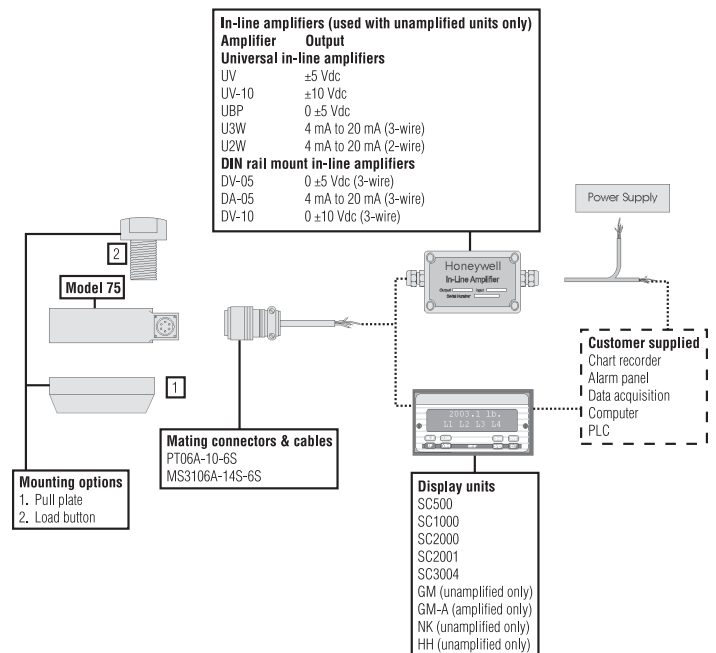 In-line amplifiers (used with unamplified units only)
Amplifier Output
Universal in-line amplifiers
UV ±5 Vdc
UV-10 ±10 Vdc
UBP 0 ±5 Vdc
U3W 4 mA to 20 mA (3-wire)
U2W 4 mA to 20 mA (2-wire)
DIN rail mount in-line amplifiers
DV-05 0 ±5 Vdc (3-wire)
DA-05 4 mA to 20 mA (3-wire)
DV-10 0 ±10 Vdc (3-wire)
Power Supply
2
Model 75
1
Honeywell
In-Line Amplifier
Output Input
Serial Number
Mating connectors & cables
PT06A-10-6S
MS3106A-14S-6S
2003.1 lb.
L1 L2 L3 L4
Customer supplied
Chart recorder
Alarm panel
Data acquisition
Computer
PLC
Mounting options
1. Pull plate
2. Load button
Display units
SC500
SC1000
SC2000
SC2001
SC3004
GM (unamplified only)
GM-A (amplified only)
NK (unamplified only)
HH (unamplified only)